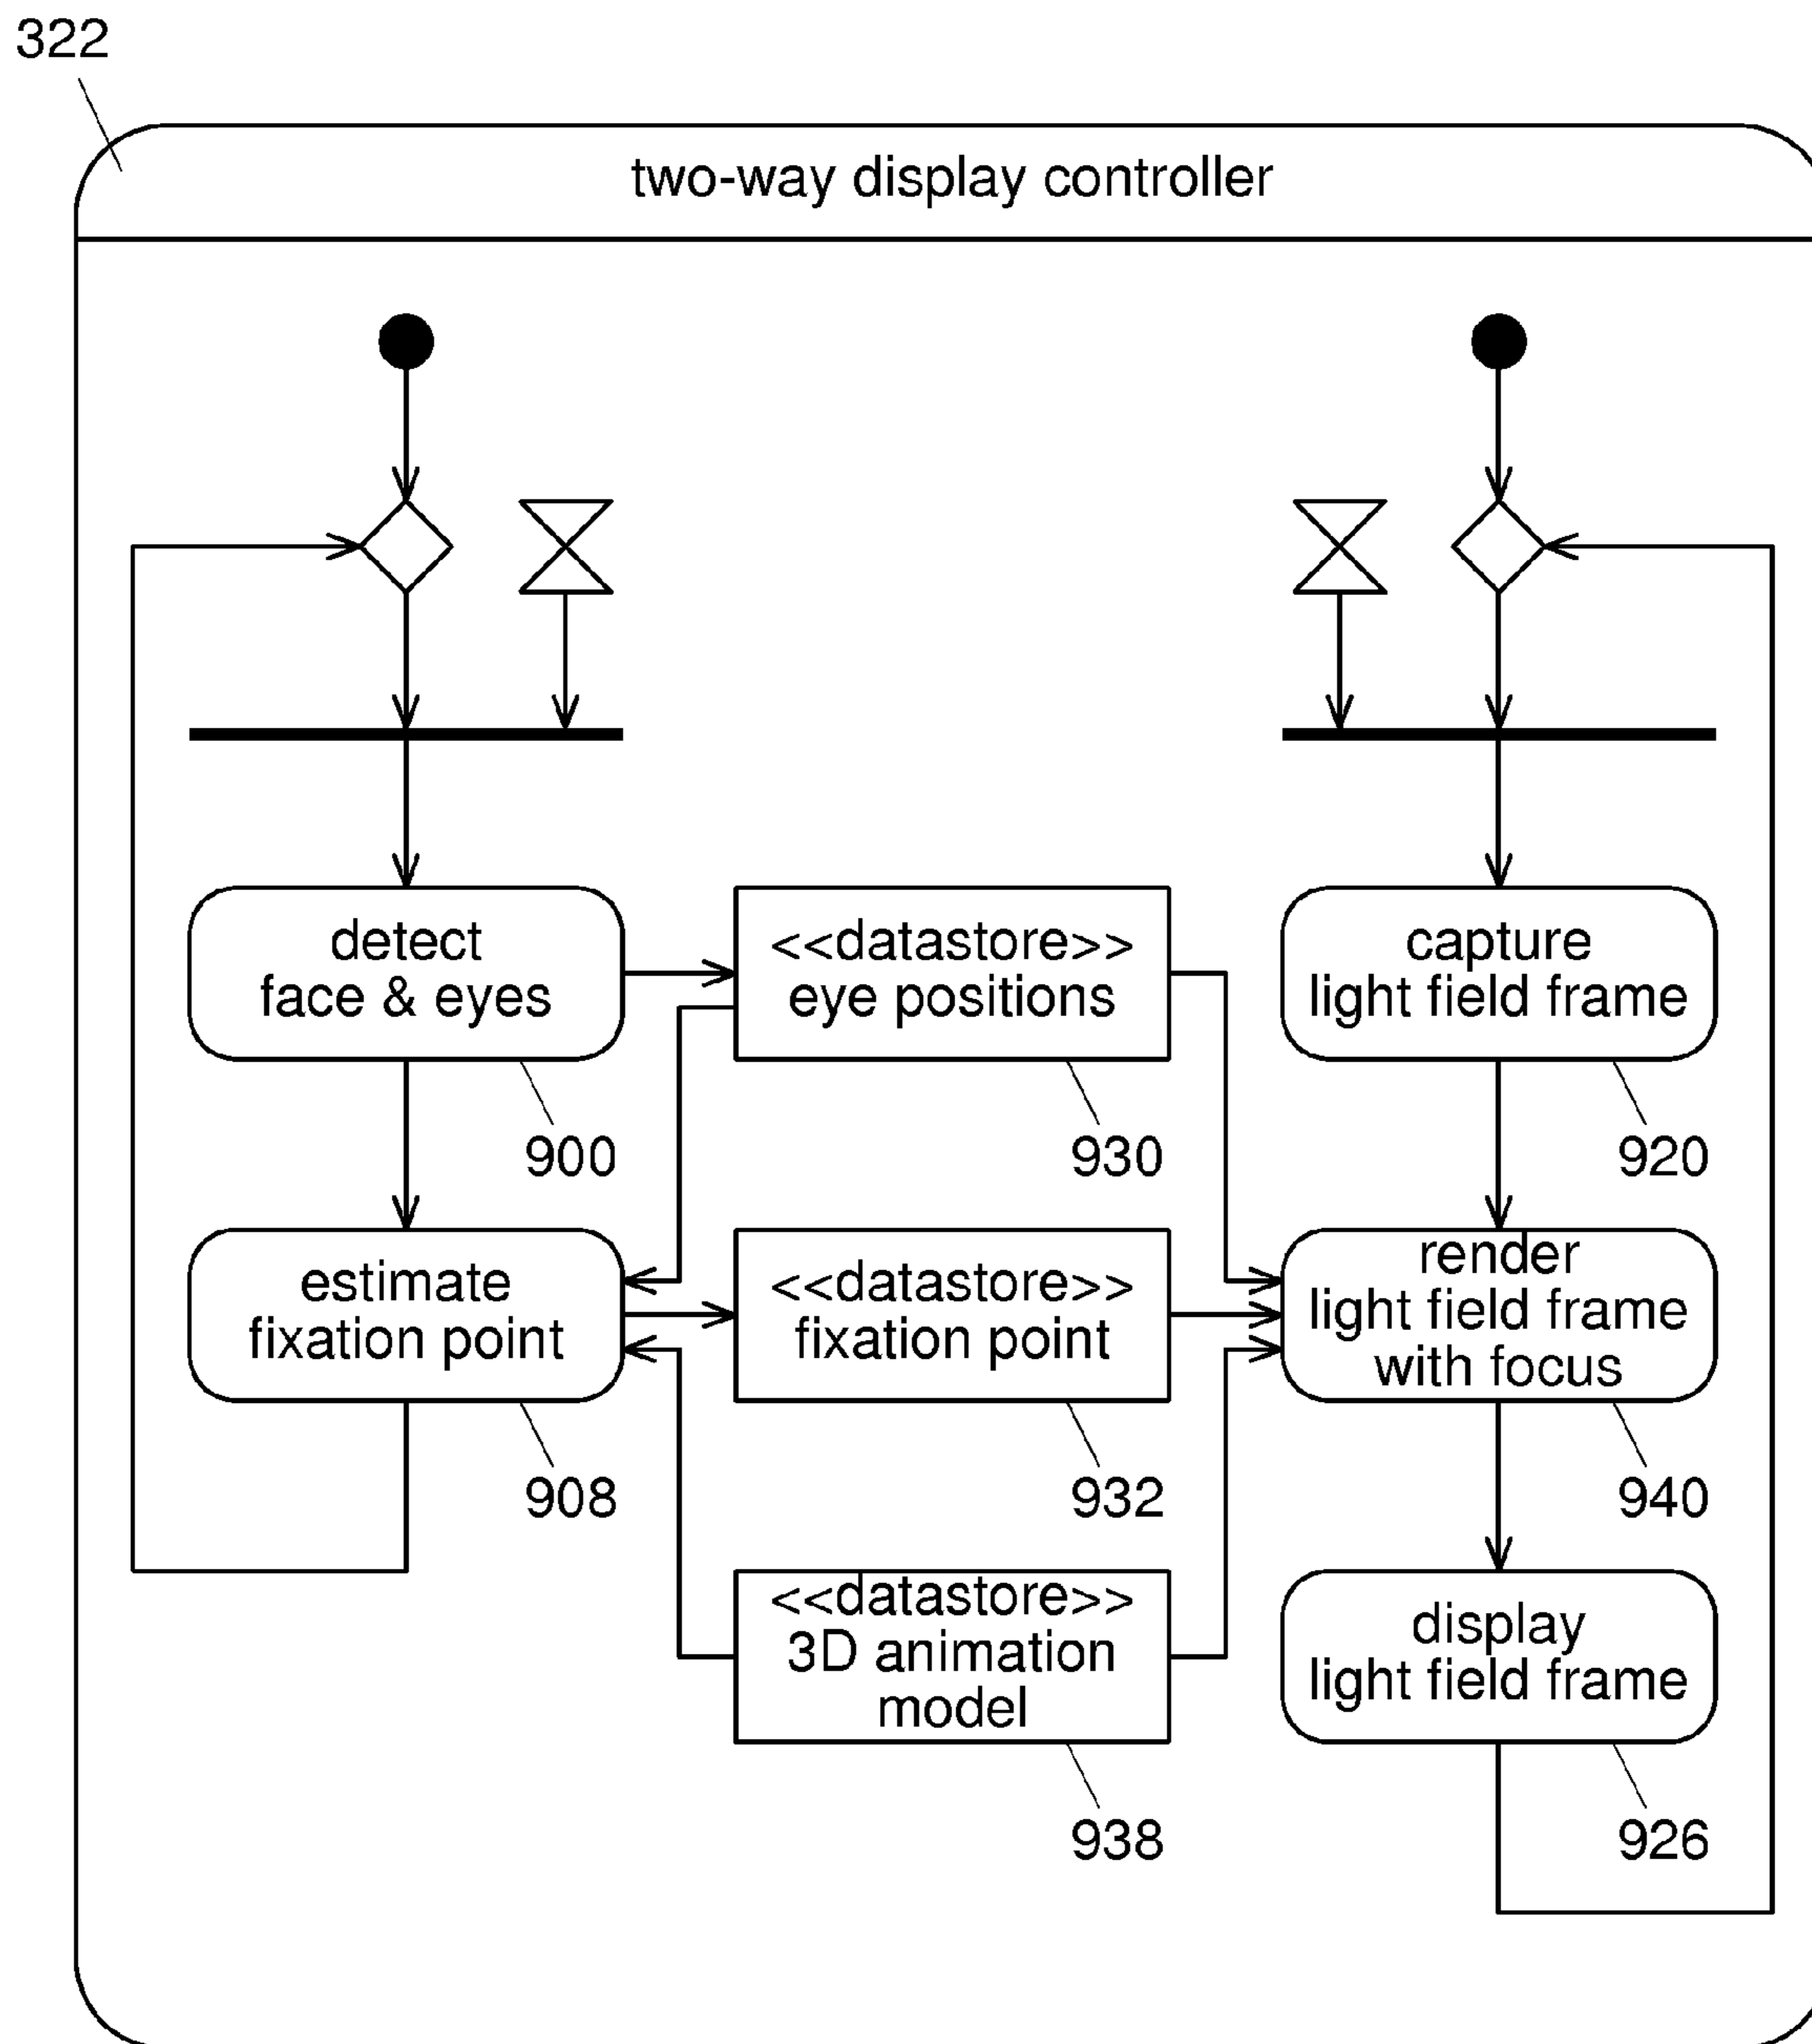 322
two-way display controller
detect
face & eyes
900
<<datastore>>
eye positions
930
capture
light field frame
920
estimate
fixation point
908
<<datastore>>
fixation point
932
render
light field frame
with focus
940
<<datastore>>
3D animation
model
938
display
light field frame
926